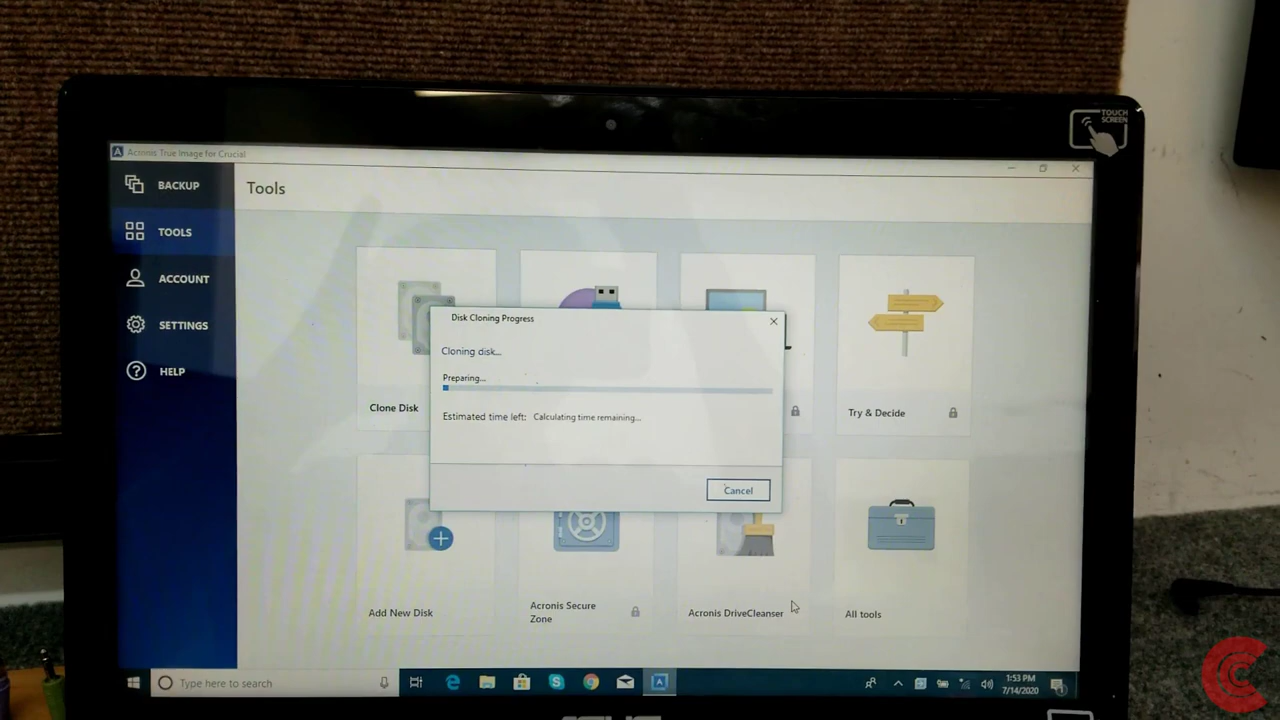 TOUCH
SCREEN
Acronis True Image for Crucial
BACKUP
Tools
TOOLS
ACCOUNT
SETTINGS
HELP
Disk Cloning Progress
Cloning disk...
Preparing...
Estimated time left: Calculating time remaining...
Cancel
Clone Disk
Try & Decide
Add New Disk
Acronis Secure
Zone
Acronis DriveCleanser
All tools
Type here to search
1:53 PM
7/14/2020